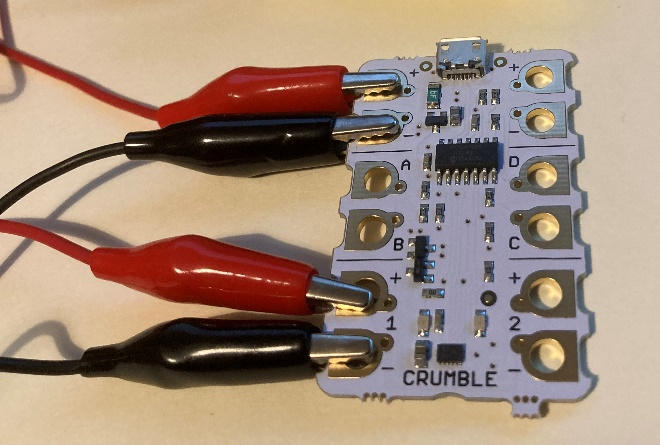 + +
- -
A D
B C
+ +
1 2
- -
CRUMBLE